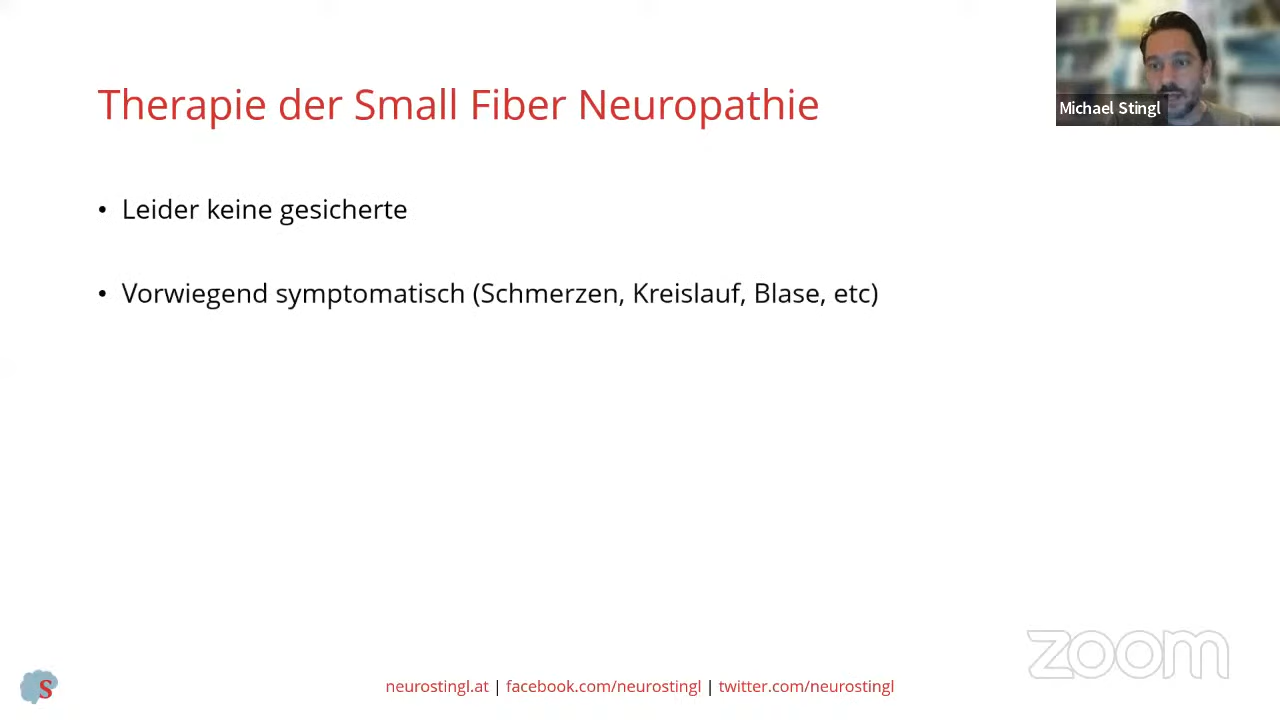 Therapie der Small Fiber Neuropathie
Michael Stingl
• Leider keine gesicherte
• Vorwiegend symptomatisch (Schmerzen, Kreislauf, Blase, etc)
zoom
S
neurostingl.at | facebook.com/neurostingl | twitter.com/neurostingl